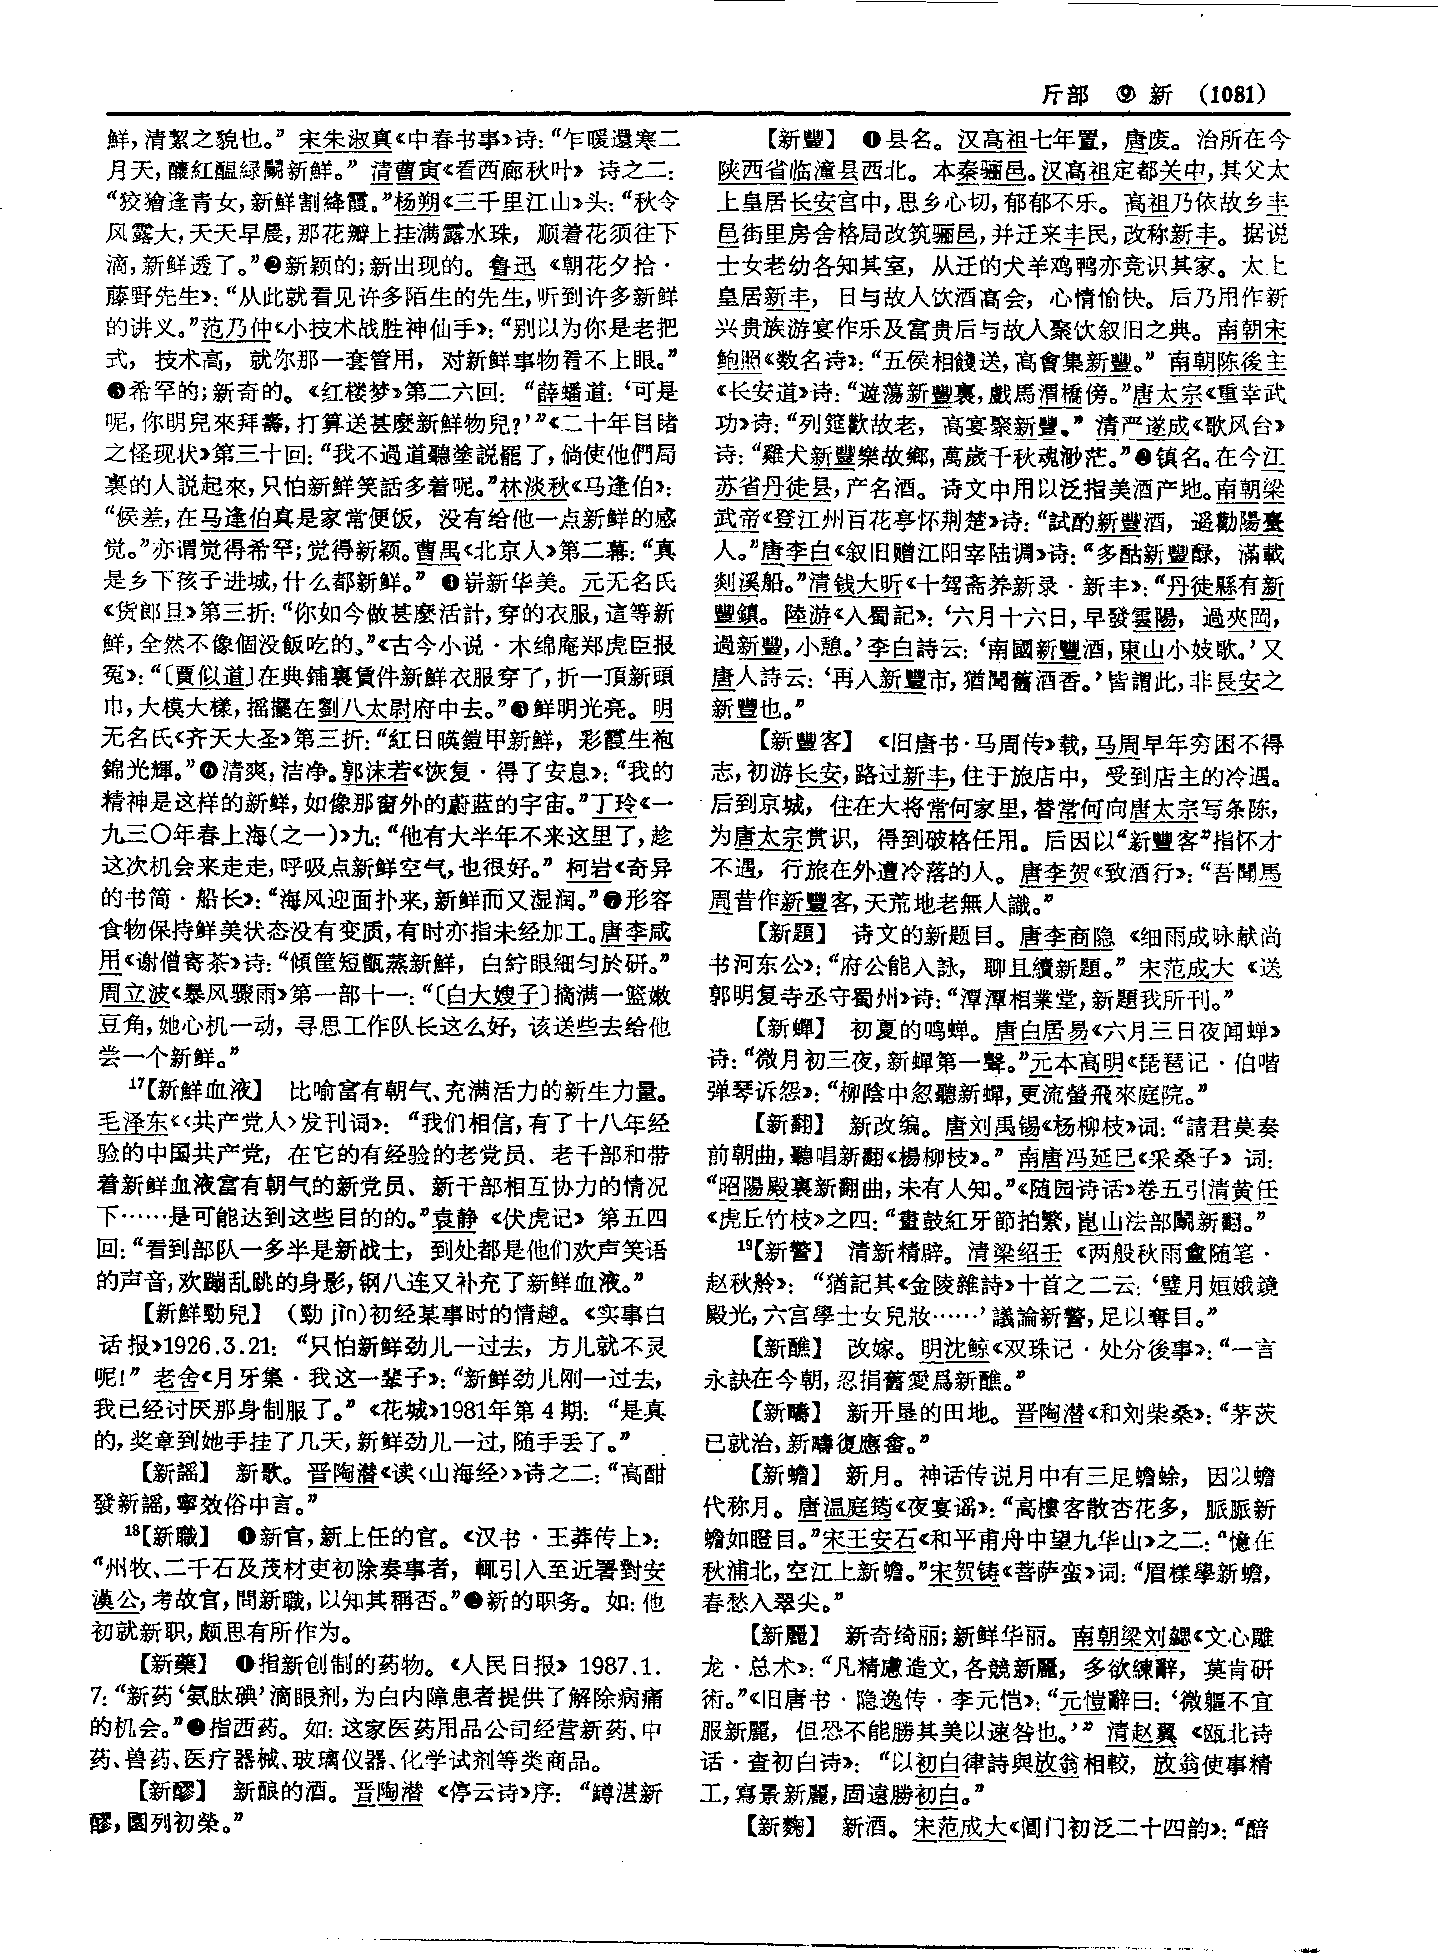 斤部 ⑨ 新 (1081)
鮮，清絜之貌也。”宋朱淑真《中春书事》诗：“乍暖還寒二
月天，釀紅醖緑鬭新鮮。”清曹寅《看西廊秋叶》诗之二：
“狡獪逢青女，新鮮割絳霞。”杨朔《三千里江山》头：“秋令
风露大，天天早晨，那花瓣上挂满露水珠，顺着花须往下
滴，新鲜透了。”❷新颖的；新出现的。鲁迅《朝花夕拾·
藤野先生》：“从此就看见许多陌生的先生，听到许多新鲜
的讲义。”范乃仲《小技术战胜神仙手》：“别以为你是老把
式，技术高，就你那一套管用，对新鲜事物看不上眼。”
❸希罕的；新奇的。《红楼梦》第二六回：“薛蟠道：‘可是
呢，你明兒來拜壽，打算送甚麽新鮮物兒？’”《二十年目睹
之怪现状》第三十回：“我不過道聽塗説罷了，倘使他們局
裏的人説起來，只怕新鮮笑話多着呢。”林淡秋《马逢伯》：
“侯差，在马逢伯真是家常便饭，没有给他一点新鲜的感
觉。”亦谓觉得希罕；觉得新颖。曹禺《北京人》第二幕：“真
是乡下孩子进城，什么都新鲜。”❹崭新华美。元无名氏
《货郎旦》第三折：“你如今做甚麽活計，穿的衣服，這等新
鮮，全然不像個没飯吃的。”《古今小说·木绵庵郑虎臣报
冤》：“〔賈似道〕在典鋪裏賃件新鮮衣服穿了，折一頂新頭
巾，大模大樣，摇擺在劉八太尉府中去。”❺鲜明光亮。明
无名氏《齐天大圣》第三折：“紅日暎鎧甲新鮮，彩霞生袍
錦光輝。”❻清爽，洁净。郭沫若《恢复·得了安息》：“我的
精神是这样的新鲜，如像那窗外的蔚蓝的宇宙。”丁玲《一
九三〇年春上海（之一）》九：“他有大半年不来这里了，趁
这次机会来走走，呼吸点新鲜空气，也很好。”柯岩《奇异
的书简·船长》：“海风迎面扑来，新鲜而又湿润。”❼形容
食物保持鲜美状态没有变质，有时亦指未经加工。唐李咸
用《谢僧寄茶》诗：“傾筐短甑蒸新鮮，白紵眼細匀於研。”
周立波《暴风骤雨》第一部十一：“〔白大嫂子〕摘满一篮嫩
豆角，她心机一动，寻思工作队长这么好，该送些去给他
尝一个新鲜。”
17【新鮮血液】 比喻富有朝气、充满活力的新生力量。
毛泽东《〈共产党人〉发刊词》：“我们相信，有了十八年经
验的中国共产党，在它的有经验的老党员、老干部和带
着新鲜血液富有朝气的新党员、新干部相互协力的情况
下……是可能达到这些目的的。”袁静《伏虎记》第五四
回：“看到部队一多半是新战士，到处都是他们欢声笑语
的声音，欢蹦乱跳的身影，钢八连又补充了新鲜血液。”
【新鮮勁兒】 （勁 jìn）初经某事时的情趣。《实事白
话报》1926.3.21：“只怕新鲜劲儿一过去，方儿就不灵
呢！”老舍《月牙集·我这一辈子》：“新鲜劲儿刚一过去，
我已经讨厌那身制服了。”《花城》1981年第4期：“是真
的，奖章到她手挂了几天，新鲜劲儿一过，随手丢了。”
【新謡】 新歌。晋陶潜《读〈山海经〉》诗之二：“高酣
發新謡，寧效俗中言。”
18【新職】 ❶新官，新上任的官。《汉书·王莽传上》：
“州牧、二千石及茂材吏初除奏事者，輒引入至近署對安
漢公，考故官，問新職，以知其稱否。”❷新的职务。如：他
初就新职，颇思有所作为。
【新藥】 ❶指新创制的药物。《人民日报》1987.1.
7：“新药‘氨肽碘’滴眼剂，为白内障患者提供了解除病痛
的机会。”❷指西药。如：这家医药用品公司经营新药、中
药、兽药、医疗器械、玻璃仪器、化学试剂等类商品。
【新醪】 新酿的酒。晋陶潜《停云诗》序：“罇湛新
醪，園列初榮。”
【新豐】 ❶县名。汉高祖七年置，唐废。治所在今
陕西省临潼县西北。本秦骊邑。汉高祖定都关中，其父太
上皇居长安宫中，思乡心切，郁郁不乐。高祖乃依故乡丰
邑街里房舍格局改筑骊邑，并迁来丰民，改称新丰。据说
士女老幼各知其室，从迁的犬羊鸡鸭亦竞识其家。太上
皇居新丰，日与故人饮酒高会，心情愉快。后乃用作新
兴贵族游宴作乐及富贵后与故人聚饮叙旧之典。南朝宋
鲍照《数名诗》：“五侯相餞送，高會集新豐。”南朝陈後主
《长安道》诗：“遊蕩新豐裏，戲馬渭橋傍。”唐太宗《重幸武
功》诗：“列筵歡故老，高宴聚新豐。”清严遂成《歌风台》
诗：“雞犬新豐樂故鄉，萬歲千秋魂渺茫。”❷镇名。在今江
苏省丹徒县，产名酒。诗文中用以泛指美酒产地。南朝梁
武帝《登江州百花亭怀荆楚》诗：“試酌新豐酒，遥勸陽臺
人。”唐李白《叙旧赠江阳宰陆调》诗：“多酤新豐醁，滿載
剡溪船。”清钱大昕《十驾斋养新录·新丰》：“丹徒縣有新
豐鎮。陸游《入蜀記》：‘六月十六日，早發雲陽，過夾岡，
過新豐，小憩。’李白詩云：‘南國新豐酒，東山小妓歌。’又
唐人詩云：‘再入新豐市，猶聞舊酒香。’皆謂此，非長安之
新豐也。”
【新豐客】 《旧唐书·马周传》载，马周早年穷困不得
志，初游长安，路过新丰，住于旅店中，受到店主的冷遇。
后到京城，住在大将常何家里，替常何向唐太宗写条陈，
为唐太宗赏识，得到破格任用。后因以“新豐客”指怀才
不遇，行旅在外遭冷落的人。唐李贺《致酒行》：“吾聞馬
周昔作新豐客，天荒地老無人識。”
【新題】 诗文的新题目。唐李商隐《细雨成咏献尚
书河东公》：“府公能入詠，聊且續新題。”宋范成大《送
郭明复寺丞守蜀州》诗：“潭潭相業堂，新題我所刊。”
【新蟬】 初夏的鸣蝉。唐白居易《六月三日夜闻蝉》
诗：“微月初三夜，新蟬第一聲。”元本高明《琵琶记·伯喈
弹琴诉怨》：“柳陰中忽聽新蟬，更流螢飛來庭院。”
【新翻】 新改编。唐刘禹锡《杨柳枝》词：“請君莫奏
前朝曲，聽唱新翻《楊柳枝》。”南唐冯延巳《采桑子》词：
“昭陽殿裏新翻曲，未有人知。”《随园诗话》卷五引清黄任
《虎丘竹枝》之四：“畫鼓紅牙節拍繁，崑山法部鬭新翻。”
19【新警】 清新精辟。清梁绍壬《两般秋雨盦随笔·
赵秋舲》：“猶記其《金陵雜詩》十首之二云：‘璧月姮娥鏡
殿光，六宫學士女兒妝……’議論新警，足以奪目。”
【新醮】 改嫁。明沈鲸《双珠记·处分後事》：“一言
永訣在今朝，忍捐舊愛爲新醮。”
【新疇】 新开垦的田地。晋陶潜《和刘柴桑》：“茅茨
已就治，新疇復應畬。”
【新蟾】 新月。神话传说月中有三足蟾蜍，因以蟾
代称月。唐温庭筠《夜宴谣》：“高樓客散杏花多，脈脈新
蟾如瞪目。”宋王安石《和平甫舟中望九华山》之二：“憶在
秋浦北，空江上新蟾。”宋贺铸《菩萨蛮》词：“眉樣學新蟾，
春愁入翠尖。”
【新麗】 新奇绮丽；新鲜华丽。南朝梁刘勰《文心雕
龙·总术》：“凡精慮造文，各競新麗，多欲練辭，莫肯研
術。”《旧唐书·隐逸传·李元恺》：“元愷辭曰：‘微軀不宜
服新麗，但恐不能勝其美以速咎也。’”清赵翼《瓯北诗
话·查初白诗》：“以初白律詩與放翁相較，放翁使事精
工，寫景新麗，固遠勝初白。”
【新麴】 新酒。宋范成大《阊门初泛二十四韵》：“醅